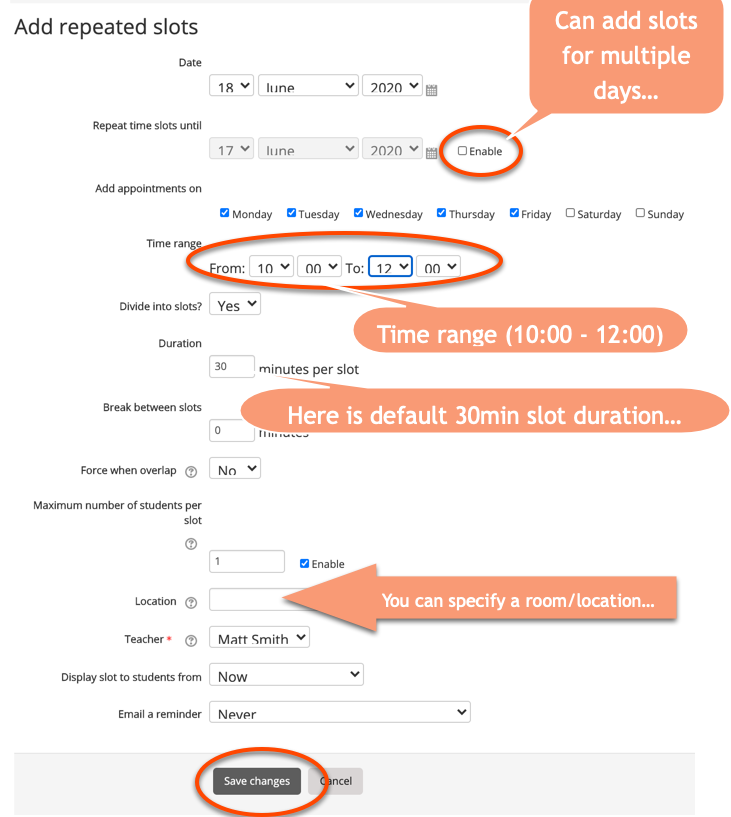 Add repeated slots
Can add slots
for multiple
days...
Date
18 June 2020
Repeat time slots until
17 June 2020 Enable
Add appointments on
Monday Tuesday Wednesday Thursday Friday Saturday Sunday
Time range
From: 10 00 To: 12 00
Divide into slots? Yes
Time range (10:00 - 12:00)
Duration
30 minutes per slot
Break between slots
Here is default 30min slot duration...
0 minutes
Force when overlap No
Maximum number of students per
slot
1 Enable
Location
You can specify a room/location...
Teacher * Matt Smith
Display slot to students from Now
Email a reminder Never
Save changes Cancel